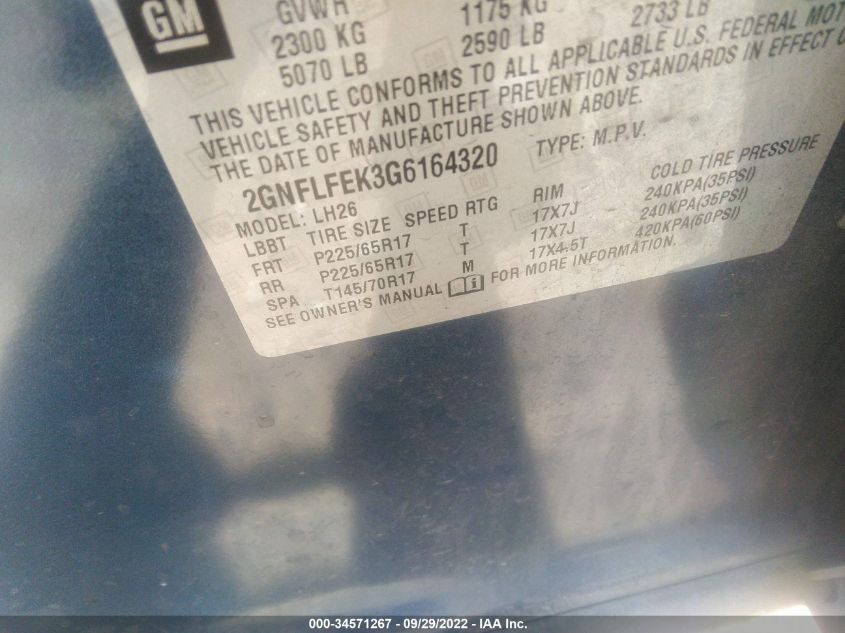 GM
GVWR 1175 KG
2300 KG 2590 LB 2733 LB
5070 LB
THIS VEHICLE CONFORMS TO ALL APPLICABLE U.S. FEDERAL
VEHICLE SAFETY AND THEFT PREVENTION STANDARDS IN EFFECT
THE DATE OF MANUFACTURE SHOWN ABOVE.
2GNFLFEK3G6164320 TYPE: M.P.V.
MODEL: LH26
LBBT TIRE SIZE SPEED RTG RIM COLD TIRE PRESSURE
FRT P225/65R17 T 17X7J 240KPA(35PSI)
RR P225/65R17 T 17X7J 240KPA(35PSI)
SPA T145/70R17 M 17X4.5T 420KPA(60PSI)
SEE OWNER'S MANUAL FOR MORE INFORMATION.
000-34571267 - 09/29/2022 - IAA Inc.